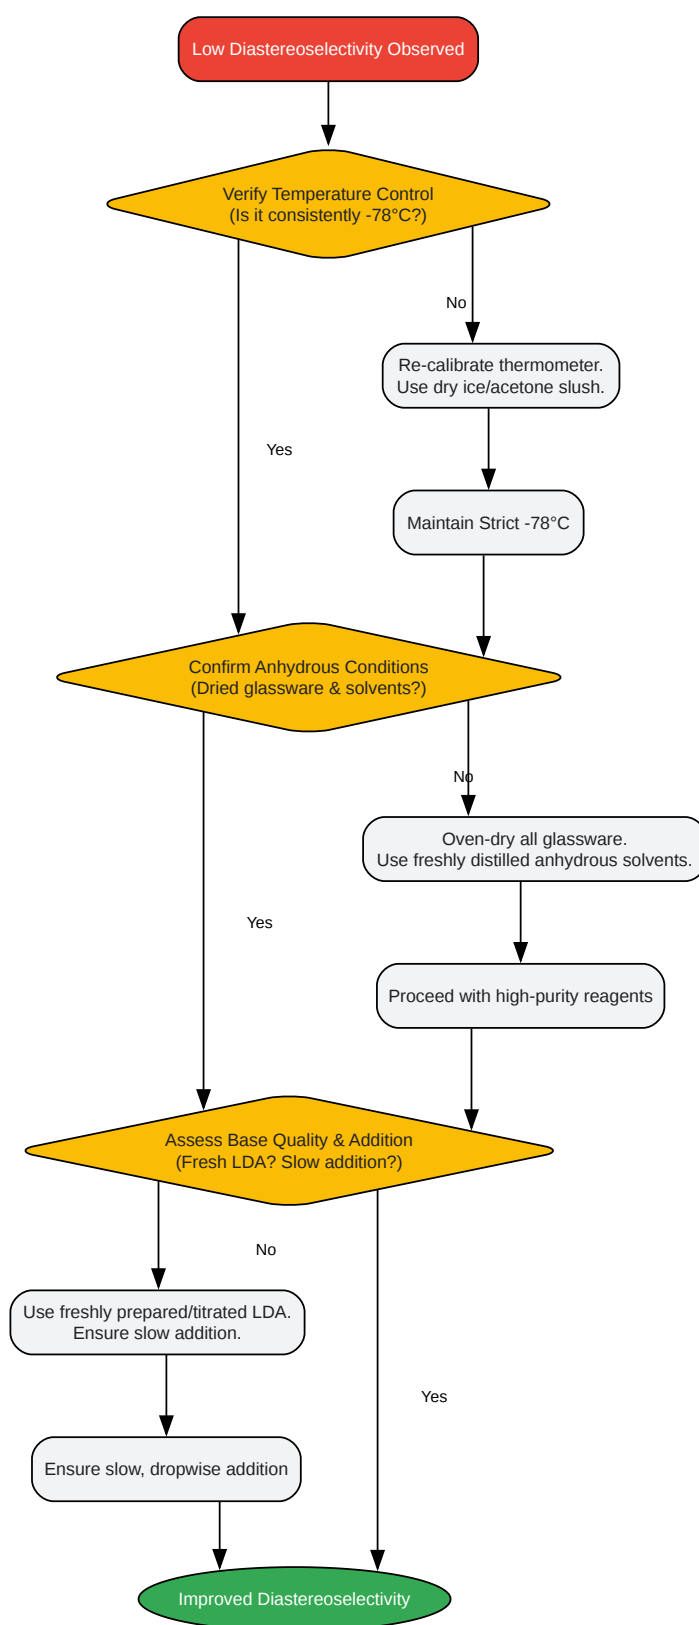 Low Diastereoselectivity Observed
Verify Temperature Control
(Is it consistently -78°C?)
No
Re-calibrate thermometer.
Use dry ice/acetone slush.
Yes
Maintain Strict -78°C
Confirm Anhydrous Conditions
(Dried glassware & solvents?)
No
Oven-dry all glassware.
Use freshly distilled anhydrous solvents.
Yes
Proceed with high-purity reagents
Assess Base Quality & Addition
(Fresh LDA? Slow addition?)
No
Use freshly prepared/titrated LDA.
Ensure slow addition.
Yes
Ensure slow, dropwise addition
Improved Diastereoselectivity